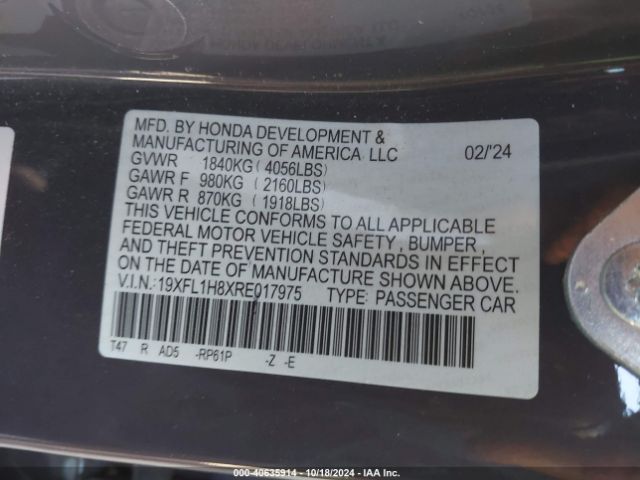 MFD. BY HONDA DEVELOPMENT &
MANUFACTURING OF AMERICA LLC 02/'24
GVWR 1840KG (4056LBS)
GAWR F 980KG (2160LBS)
GAWR R 870KG (1918LBS)
THIS VEHICLE CONFORMS TO ALL APPLICABLE
FEDERAL MOTOR VEHICLE SAFETY, BUMPER,
AND THEFT PREVENTION STANDARDS IN EFFECT
ON THE DATE OF MANUFACTURE SHOWN ABOVE.
V.I.N.:19XFL1H8XRE017975 TYPE: PASSENGER CAR
T47 R AD5 -RP61P -Z -E
000-40635914 - 10/18/2024 - IAA Inc.